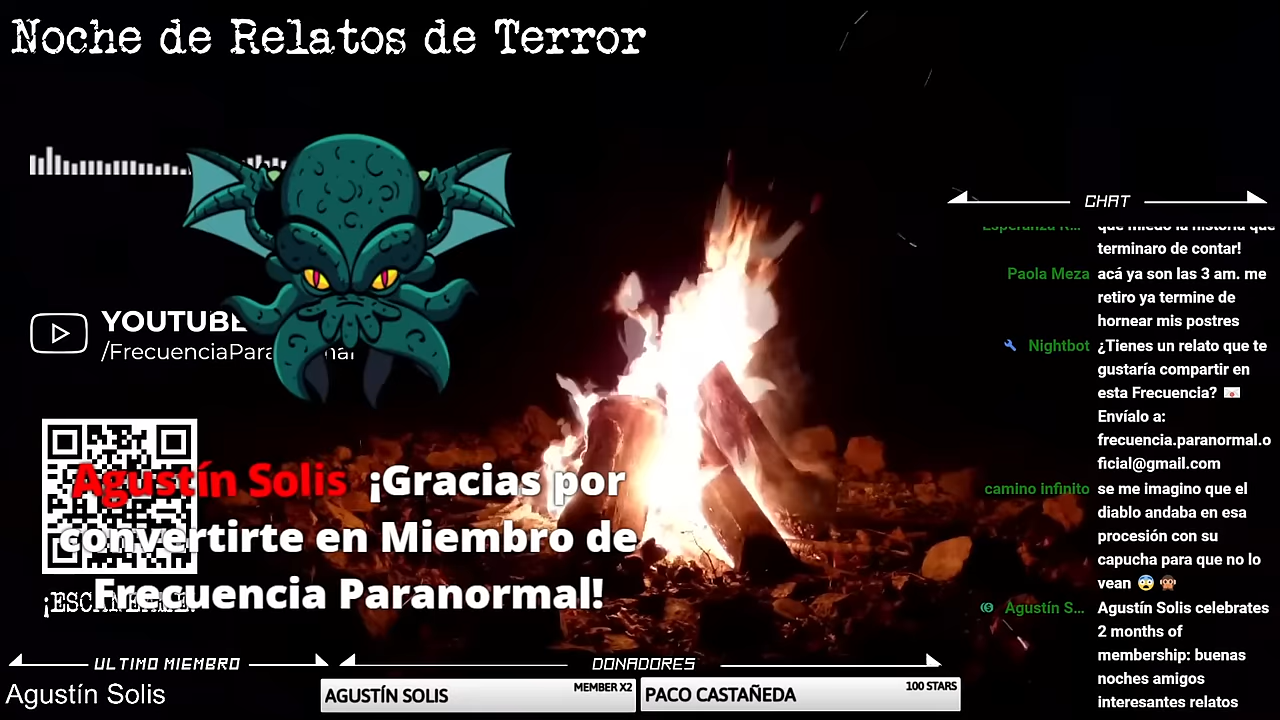 Noche de Relatos de Terror
YOUTUBE
/FrecuenciaPara
Agustín Solis ¡Gracias por
convertirte en Miembro de
Frecuencia Paranormal!
ULTIMO MIEMBRO
Agustín Solis
DONADORES
AGUSTÍN SOLIS
MEMBER X2
PACO CASTAÑEDA
100 STARS
CHAT
Esperanza R... que miedo la historia que
terminaro de contar!
Paola Meza acá ya son las 3 am. me
retiro ya termine de
hornear mis postres
Nightbot ¿Tienes un relato que te
gustaría compartir en
esta Frecuencia? 💌
Envíalo a:
frecuencia.paranormal.o
ficial@gmail.com
camino infinito se me imagino que el
diablo andaba en esa
procesión con su
capucha para que no lo
vean 😨 🙊
Agustín S... Agustín Solis celebrates
2 months of
membership: buenas
noches amigos
interesantes relatos